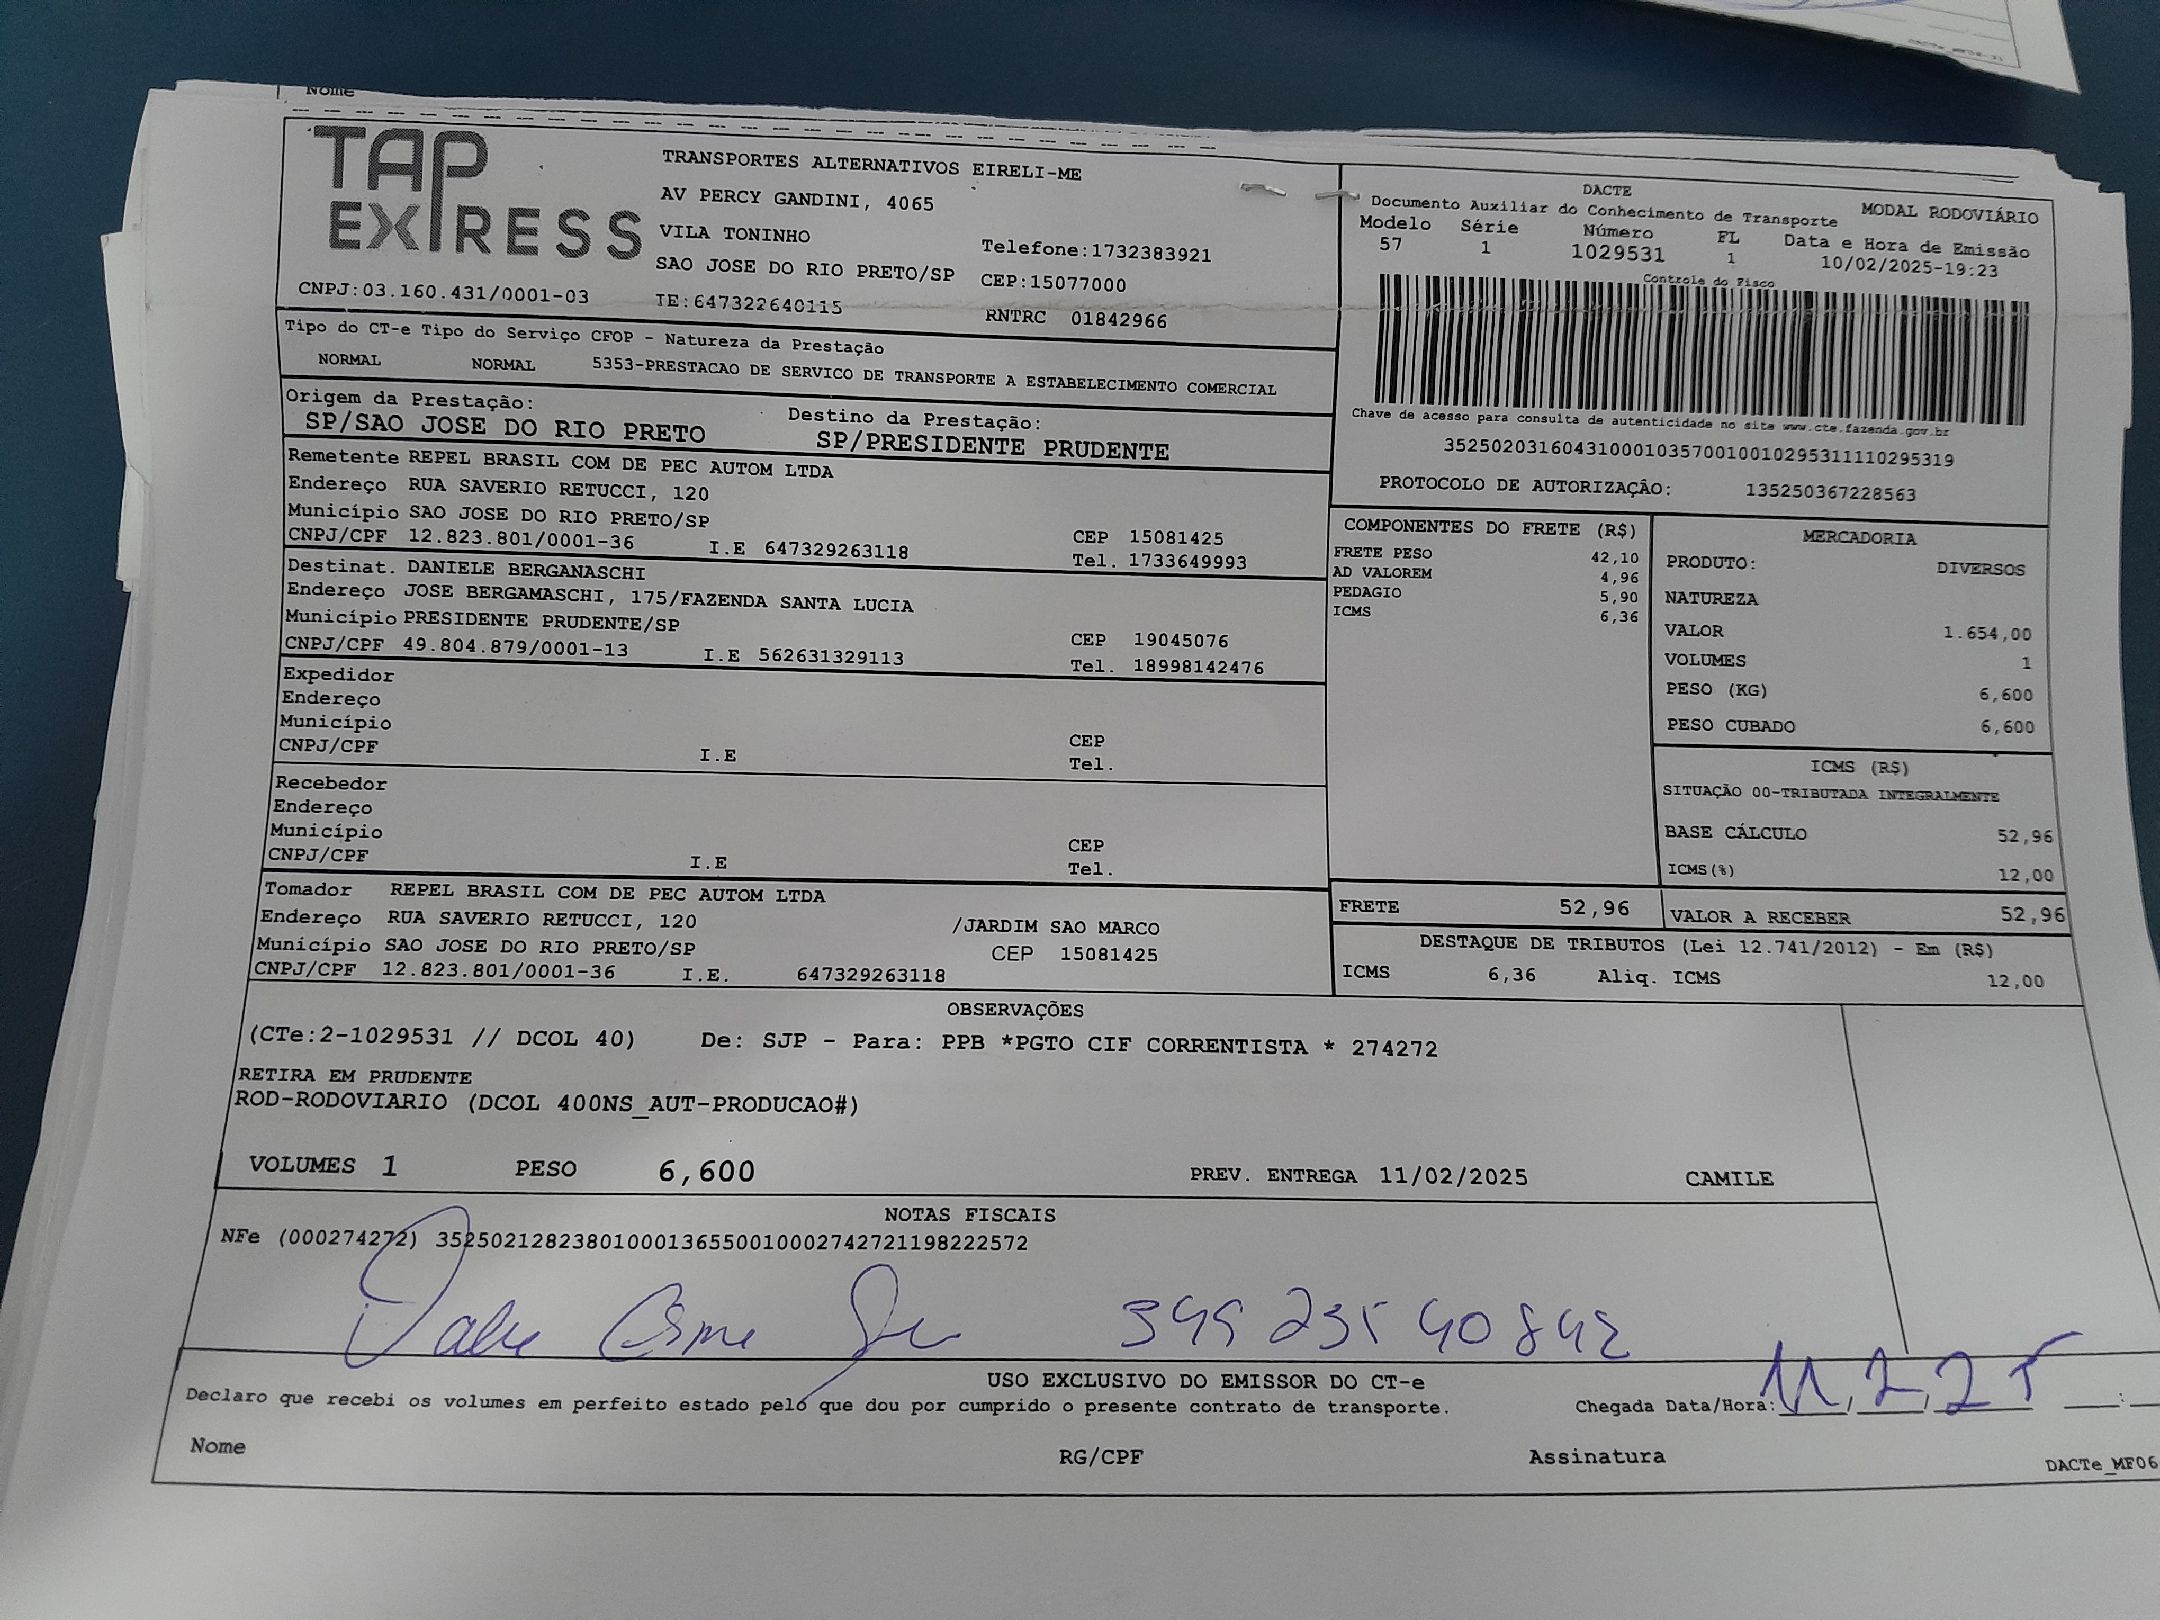 Nome
TAP EXPRESS
TRANSPORTES ALTERNATIVOS EIRELI-ME
AV PERCY GANDINI, 4065
VILA TONINHO
Telefone:1732383921
SAO JOSE DO RIO PRETO/SP CEP:15077000
CNPJ:03.160.431/0001-03 IE:647322640115 RNTRC 01842966
DACTE
Documento Auxiliar do Conhecimento de Transporte MODAL RODOVIÁRIO
Modelo Série Número FL Data e Hora de Emissão
57 1 1029531 1 10/02/2025-19:23
Controle do Fisco
Chave de acesso para consulta de autenticidade no site www.cte.fazenda.gov.br
35250203160431000103570010010295311110295319
PROTOCOLO DE AUTORIZAÇÂO: 135250367228563
Tipo do CT-e Tipo do Serviço CFOP - Natureza da Prestação
NORMAL NORMAL 5353-PRESTACAO DE SERVICO DE TRANSPORTE A ESTABELECIMENTO COMERCIAL
Origem da Prestação: Destino da Prestação:
SP/SAO JOSE DO RIO PRETO SP/PRESIDENTE PRUDENTE
Remetente REPEL BRASIL COM DE PEC AUTOM LTDA
Endereço RUA SAVERIO RETUCCI, 120
Município SAO JOSE DO RIO PRETO/SP CEP 15081425
CNPJ/CPF 12.823.801/0001-36 I.E 647329263118 Tel. 1733649993
Destinat. DANIELE BERGANASCHI
Endereço JOSE BERGAMASCHI, 175/FAZENDA SANTA LUCIA
Município PRESIDENTE PRUDENTE/SP CEP 19045076
CNPJ/CPF 49.804.879/0001-13 I.E 562631329113 Tel. 18998142476
Expedidor
Endereço
Município CEP
CNPJ/CPF I.E Tel.
Recebedor
Endereço
Município CEP
CNPJ/CPF I.E Tel.
Tomador REPEL BRASIL COM DE PEC AUTOM LTDA
Endereço RUA SAVERIO RETUCCI, 120 /JARDIM SAO MARCO
Município SAO JOSE DO RIO PRETO/SP CEP 15081425
CNPJ/CPF 12.823.801/0001-36 I.E. 647329263118
COMPONENTES DO FRETE (R$)
FRETE PESO 42,10
AD VALOREM 4,96
PEDAGIO 5,90
ICMS 6,36
MERCADORIA
PRODUTO: DIVERSOS
NATUREZA
VALOR 1.654,00
VOLUMES 1
PESO (KG) 6,600
PESO CUBADO 6,600
ICMS (R$)
SITUAÇÃO 00-TRIBUTADA INTEGRALMENTE
BASE CÁLCULO 52,96
ICMS(%) 12,00
FRETE 52,96 VALOR A RECEBER 52,96
DESTAQUE DE TRIBUTOS (Lei 12.741/2012) - Em (R$)
ICMS 6,36 Aliq. ICMS 12,00
OBSERVAÇÕES
(CTe:2-1029531 // DCOL 40) De: SJP - Para: PPB *PGTO CIF CORRENTISTA * 274272
RETIRA EM PRUDENTE
ROD-RODOVIARIO (DCOL 400NS_AUT-PRODUCAO#)
VOLUMES 1 PESO 6,600 PREV. ENTREGA 11/02/2025 CAMILE
NOTAS FISCAIS
NFe (000274272) 35250212823801000136550010002742721198222572
USO EXCLUSIVO DO EMISSOR DO CT-e
Declaro que recebi os volumes em perfeito estado pelo que dou por cumprido o presente contrato de transporte. Chegada Data/Hora: 11/2/25 :
Nome RG/CPF Assinatura
DACTe_MF06